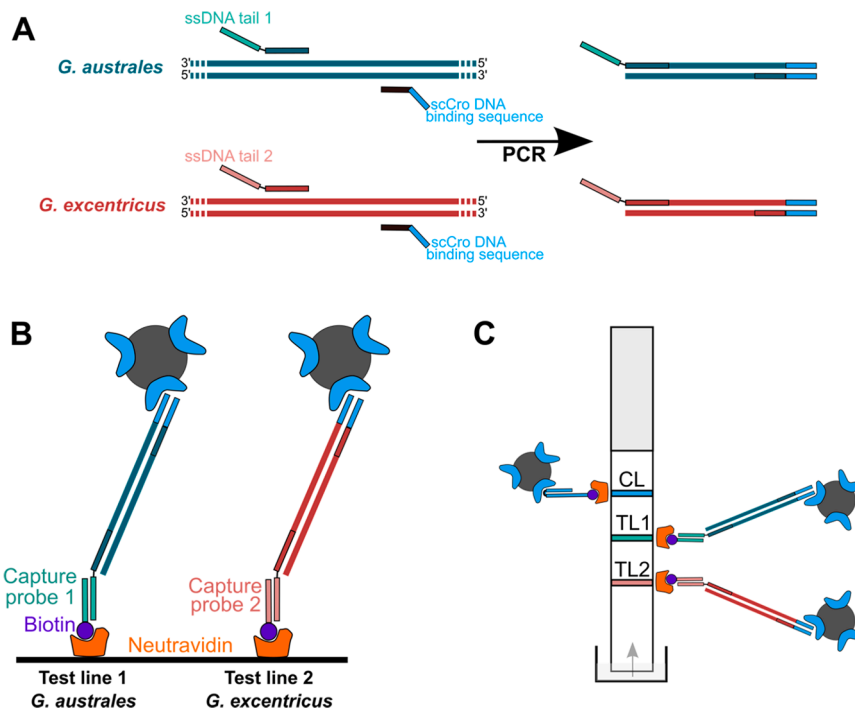 A
ssDNA tail 1
3' 5'
G. australes
5' 3'
scCro DNA
binding sequence
PCR
ssDNA tail 2
3' 5'
G. excentricus
5' 3'
scCro DNA
binding sequence
B
Capture
probe 1
Biotin
Capture
probe 2
Neutravidin
Test line 1
G. australes
Test line 2
G. excentricus
C
CL
TL1
TL2